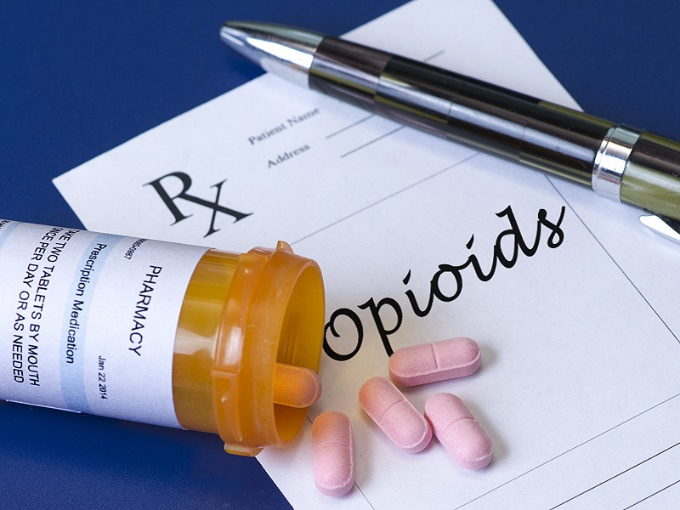 Patient Name
Address
Rx
Opioids
PHARMACY
Jan 22 2014
Prescription Medication
TWO TABLETS BY MOUTH
PER DAY OR AS NEEDED